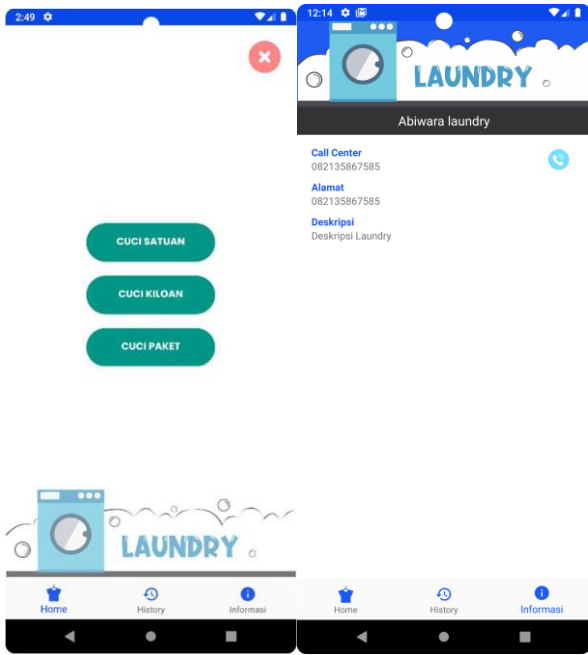 2:49
CUCI SATUAN
CUCI KILOAN
CUCI PAKET
LAUNDRY
Home
History
Informasi
12:14
LAUNDRY
Abiwara laundry
Call Center
082135867585
Alamat
082135867585
Deskripsi
Deskripsi Laundry
Home
History
Informasi